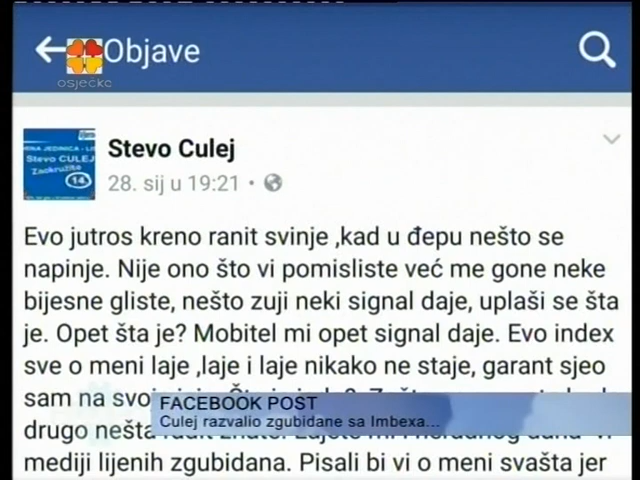 Objave
osječka
Stevo Culej
RNA JEDINICA - LI
Stevo CULEJ
Zaokružite
14
28. sij u 19:21
Evo jutros kreno ranit svinje ,kad u đepu nešto se
napinje. Nije ono što vi pomisliste već me gone neke
bijesne gliste, nešto zuji neki signal daje, uplaši se šta
je. Opet šta je? Mobitel mi opet signal daje. Evo index
sve o meni laje ,laje i laje nikako ne staje, garant sjeo
sam na
FACEBOOK POST
Culej razvalio zgubidane sa Imbexa...
drugo nešta
mediji lijenih zgubidana. Pisali bi vi o meni svašta jer